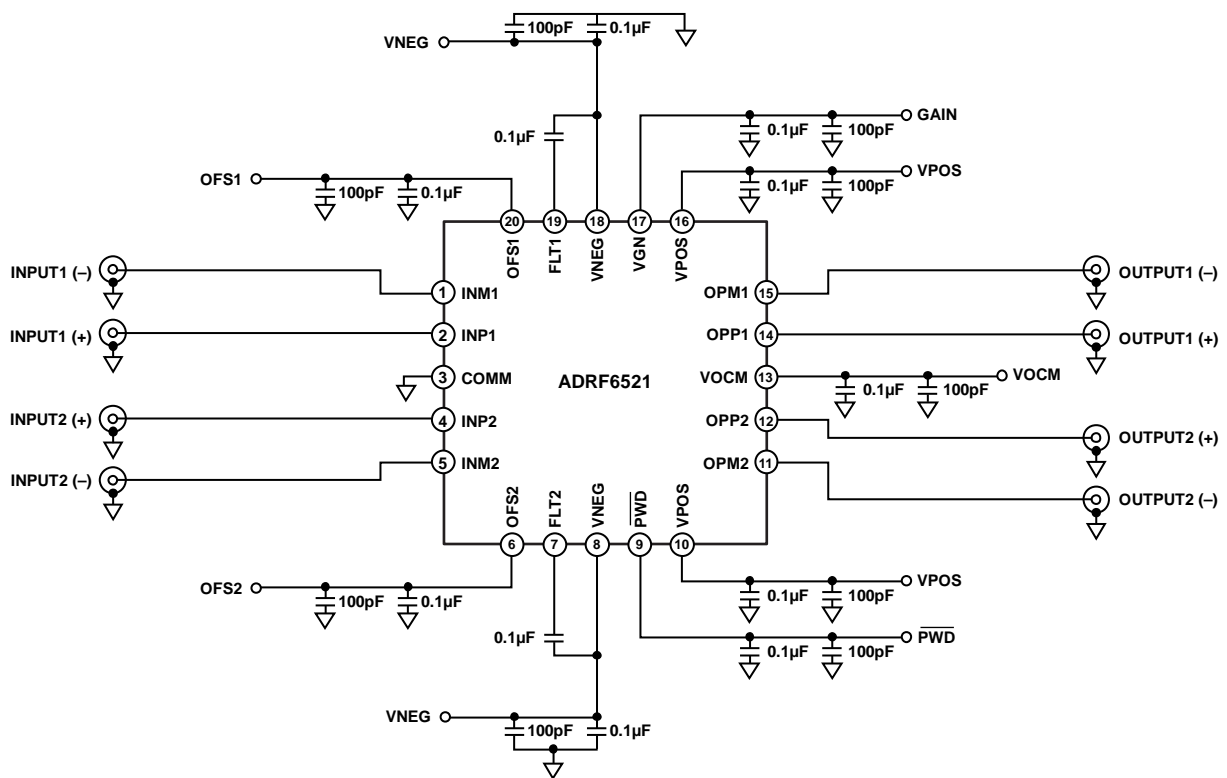 100pF
0.1µF
VNEG
0.1µF
0.1µF
100pF
GAIN
OFS1
100pF
0.1µF
0.1µF
100pF
VPOS
20
19
18
17
16
OFS1
FLT1
VNEG
VGN
VPOS
INPUT1 (–)
1
INM1
OPM1
15
OUTPUT1 (–)
INPUT1 (+)
2
INP1
OPP1
14
OUTPUT1 (+)
3
COMM
ADRF6521
VOCM
13
0.1µF
100pF
VOCM
INPUT2 (+)
4
INP2
OPP2
12
OUTPUT2 (+)
INPUT2 (–)
5
INM2
OPM2
11
OUTPUT2 (–)
OFS2
FLT2
VNEG
PWD
VPOS
6
7
8
9
10
OFS2
100pF
0.1µF
0.1µF
100pF
VPOS
0.1µF
0.1µF
100pF
PWD
VNEG
100pF
0.1µF